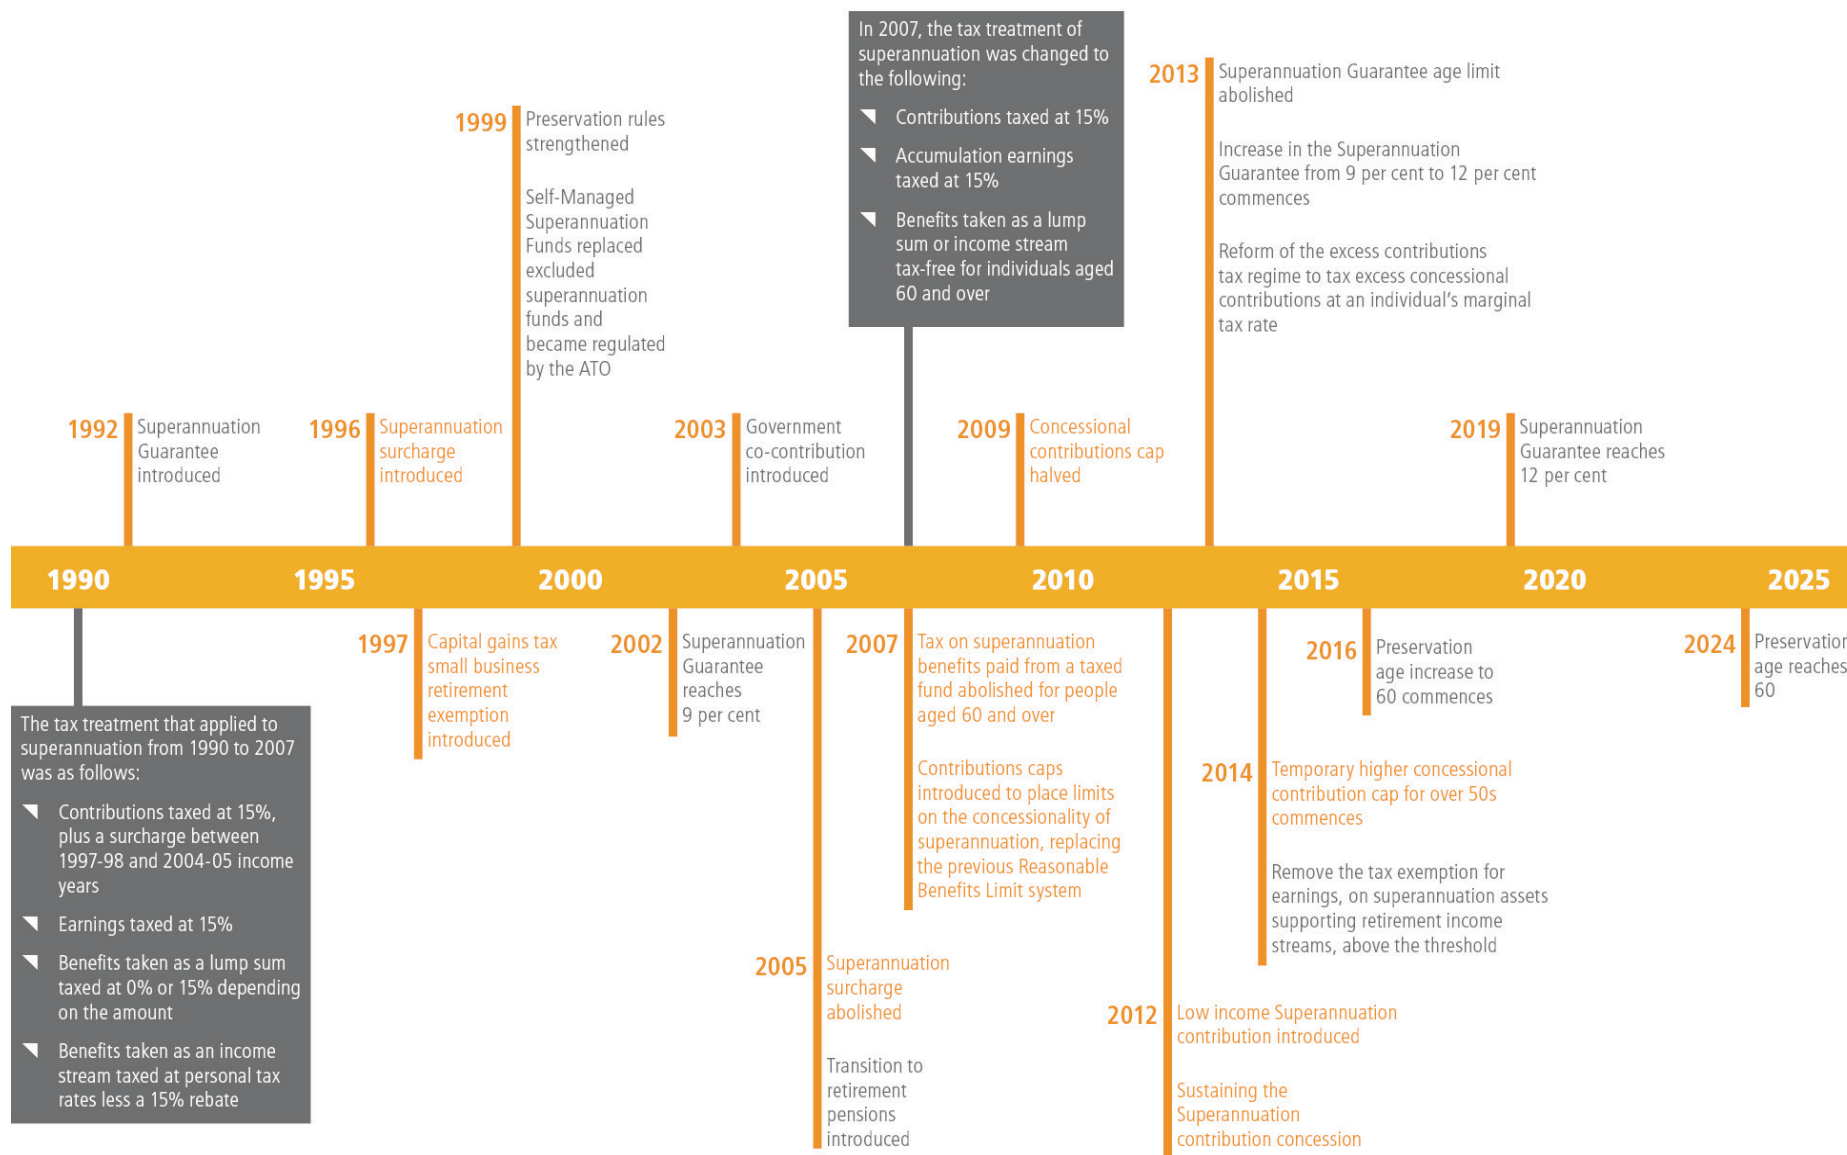 In 2007, the tax treatment of
superannuation was changed to
the following:
Contributions taxed at 15%
Accumulation earnings
taxed at 15%
Benefits taken as a lump
sum or income stream
tax-free for individuals aged
60 and over
2013
Superannuation Guarantee age limit
abolished
Increase in the Superannuation
Guarantee from 9 per cent to 12 per cent
commences
Reform of the excess contributions
tax regime to tax excess concessional
contributions at an individual’s marginal
tax rate
1999
Preservation rules
strengthened
Self-Managed
Superannuation
Funds replaced
excluded
superannuation
funds and
became regulated
by the ATO
1992
Superannuation
Guarantee
introduced
1996
Superannuation
surcharge
introduced
2003
Government
co-contribution
introduced
2009
Concessional
contributions cap
halved
2019
Superannuation
Guarantee reaches
12 per cent
1990 1995 2000 2005 2010 2015 2020 2025
The tax treatment that applied to
superannuation from 1990 to 2007
was as follows:
Contributions taxed at 15%,
plus a surcharge between
1997-98 and 2004-05 income
years
Earnings taxed at 15%
Benefits taken as a lump sum
taxed at 0% or 15% depending
on the amount
Benefits taken as an income
stream taxed at personal tax
rates less a 15% rebate
1997
Capital gains tax
small business
retirement
exemption
introduced
2002
Superannuation
Guarantee
reaches
9 per cent
2005
Superannuation
surcharge
abolished
Transition to
retirement
pensions
introduced
2007
Tax on superannuation
benefits paid from a taxed
fund abolished for people
aged 60 and over
Contributions caps
introduced to place limits
on the concessionality of
superannuation, replacing
the previous Reasonable
Benefits Limit system
2012
Low income Superannuation
contribution introduced
Sustaining the
Superannuation
contribution concession
2014
Temporary higher concessional
contribution cap for over 50s
commences
Remove the tax exemption for
earnings, on superannuation assets
supporting retirement income
streams, above the threshold
2016
Preservation
age increase to
60 commences
2024
Preservation
age reaches
60